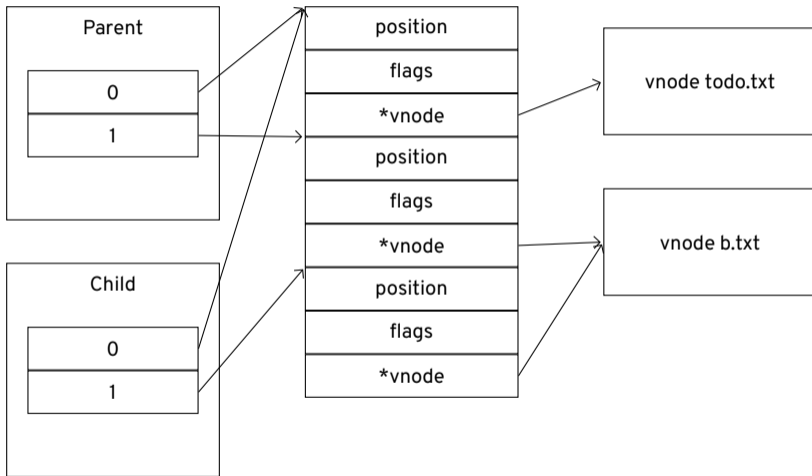 Parent
0
1
Child
0
1
position
flags
*vnode
position
flags
*vnode
position
flags
*vnode
vnode todo.txt
vnode b.txt